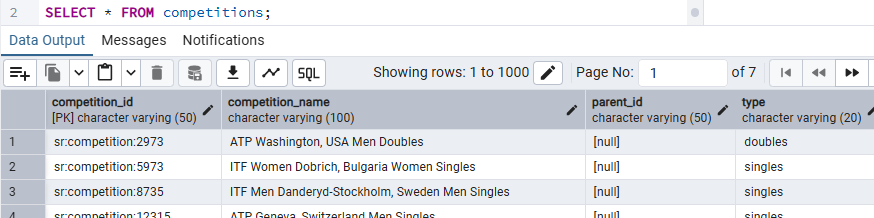 2 SELECT * FROM competitions;
Data Output Messages Notifications
SQL Showing rows: 1 to 1000 Page No: 1 of 7
competition_id competition_name parent_id type
[PK] character varying (50) character varying (100) character varying (50) character varying (20)
1 sr:competition:2973 ATP Washington, USA Men Doubles [null] doubles
2 sr:competition:5973 ITF Women Dobrich, Bulgaria Women Singles [null] singles
3 sr:competition:8735 ITF Men Danderyd-Stockholm, Sweden Men Singles [null] singles
4 sr:competition:12315 ATP Geneva, Switzerland Men Singles [null] singles